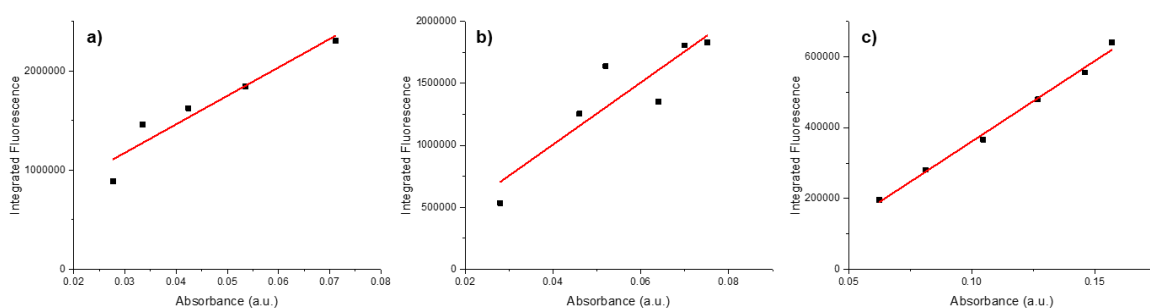 a)
Integrated Fluorescence
2000000
1000000
0
0.02 0.03 0.04 0.05 0.06 0.07 0.08
Absorbance (a.u.)
b)
Integrated Fluorescence
2000000
1500000
1000000
500000
0
0.02 0.04 0.06 0.08
Absorbance (a.u.)
c)
Integrated Fluorescence
600000
400000
200000
0
0.05 0.10 0.15
Absorbance (a.u.)